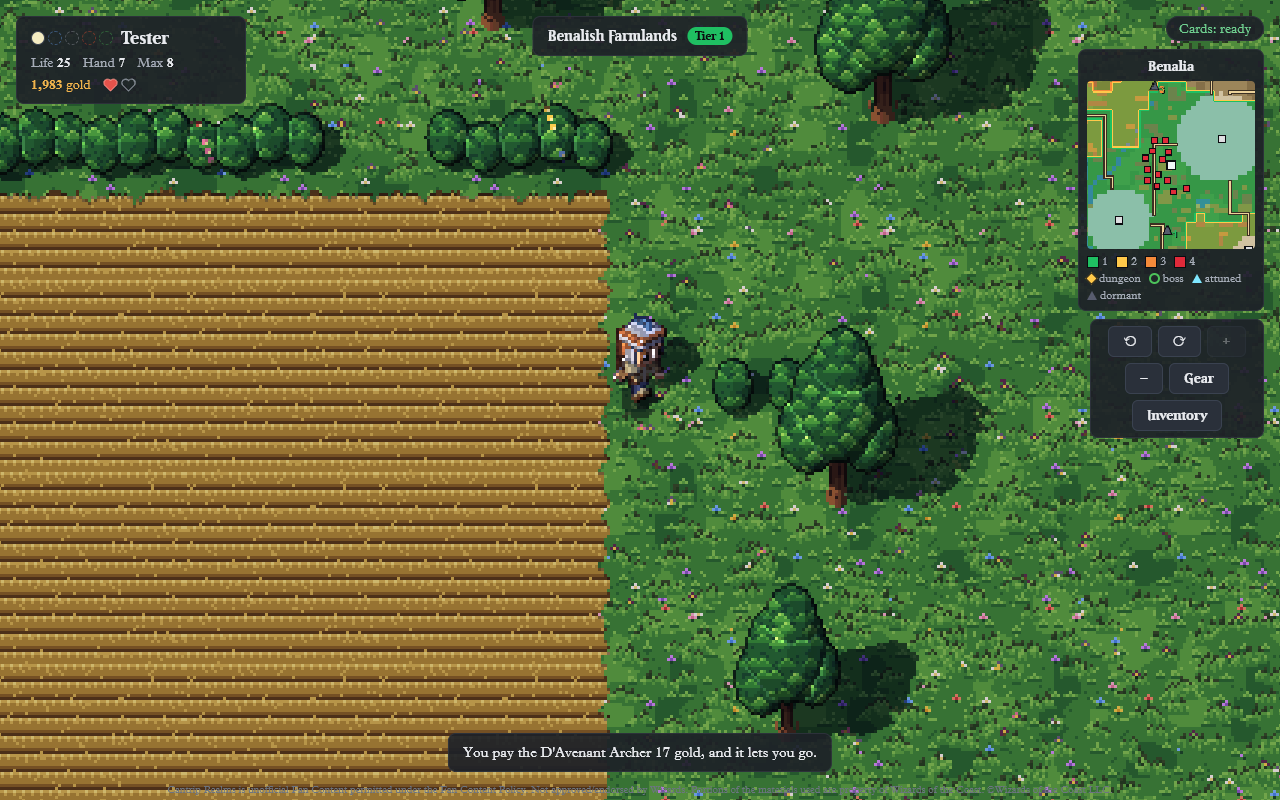 Tester
Life 25 Hand 7 Max 8
1,983 gold
Benalish Farmlands Tier 1
Cards: ready
Benalia
1 2 3 4
dungeon boss attuned
dormant
+
− Gear
Inventory
You pay the D'Avenant Archer 17 gold, and it lets you go.